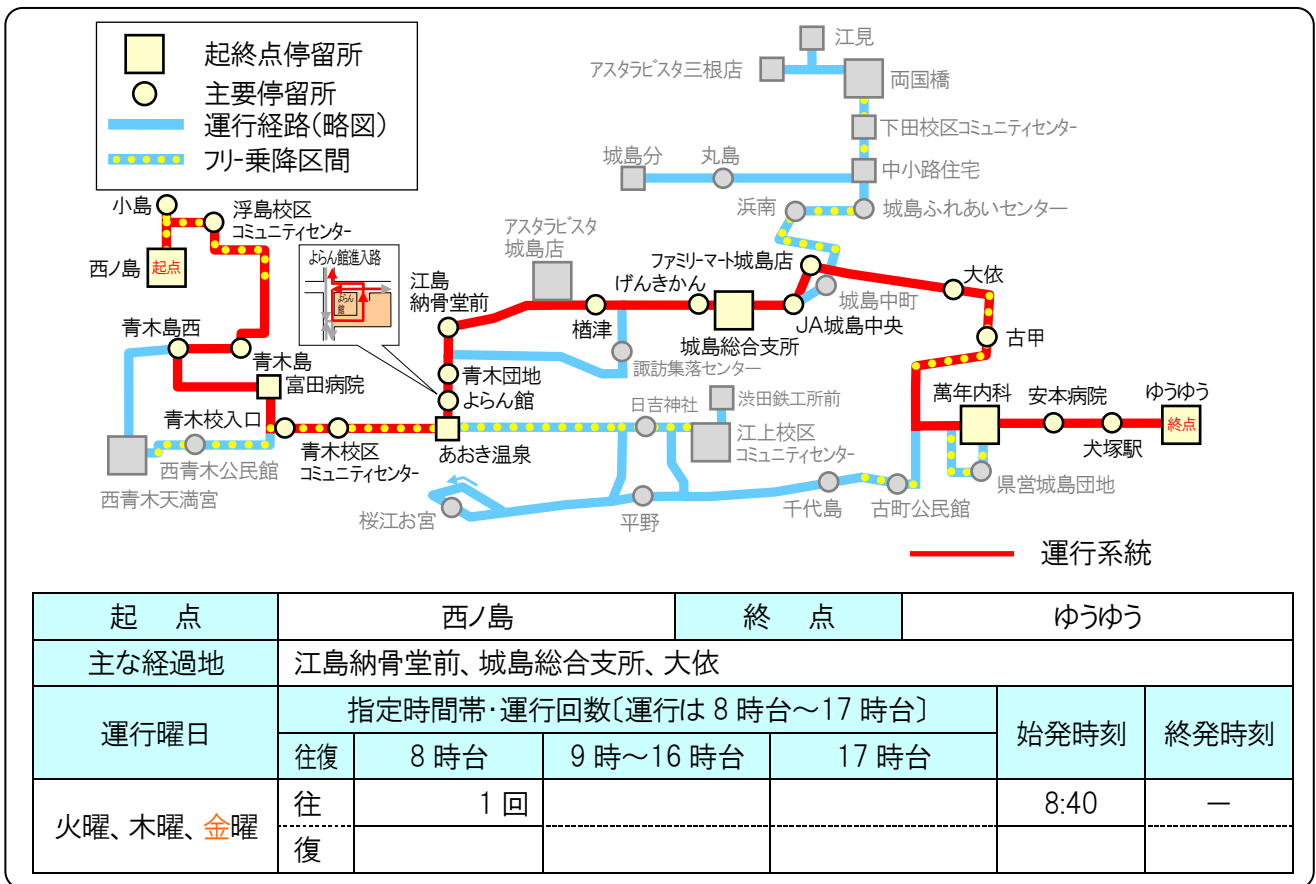 起終点停留所
主要停留所
運行経路(略図)
フリー乗降区間
江見
アスタラビスタ三根店
両国橋
下田校区コミュニティセンター
城島分
丸島
中小路住宅
浜南
城島ふれあいセンター
小島
浮島校区
コミュニティセンター
西ノ島
起点
よらん館進入路
よらん
館
アスタラビスタ
城島店
江島
納骨堂前
ファミリーマート城島店
げんきかん
大依
城島中町
楢津
城島総合支所
JA城島中央
古甲
青木島西
青木島
富田病院
諏訪集落センター
青木団地
よらん館
萬年内科
安本病院
ゆうゆう
終点
犬塚駅
青木校入口
日吉神社
渋田鉄工所前
青木校区
コミュニティセンター
あおき温泉
江上校区
コミュニティセンター
西青木公民館
西青木天満宮
県営城島団地
桜江お宮
平野
千代島
古町公民館
運行系統
起 点
西ノ島
終 点
ゆうゆう
主な経過地
江島納骨堂前、城島総合支所、大依
運行曜日
指定時間帯・運行回数〔運行は 8 時台～17 時台〕
始発時刻
終発時刻
往復
8 時台
9 時～16 時台
17 時台
火曜、木曜、金曜
往
1 回
8:40
－
復